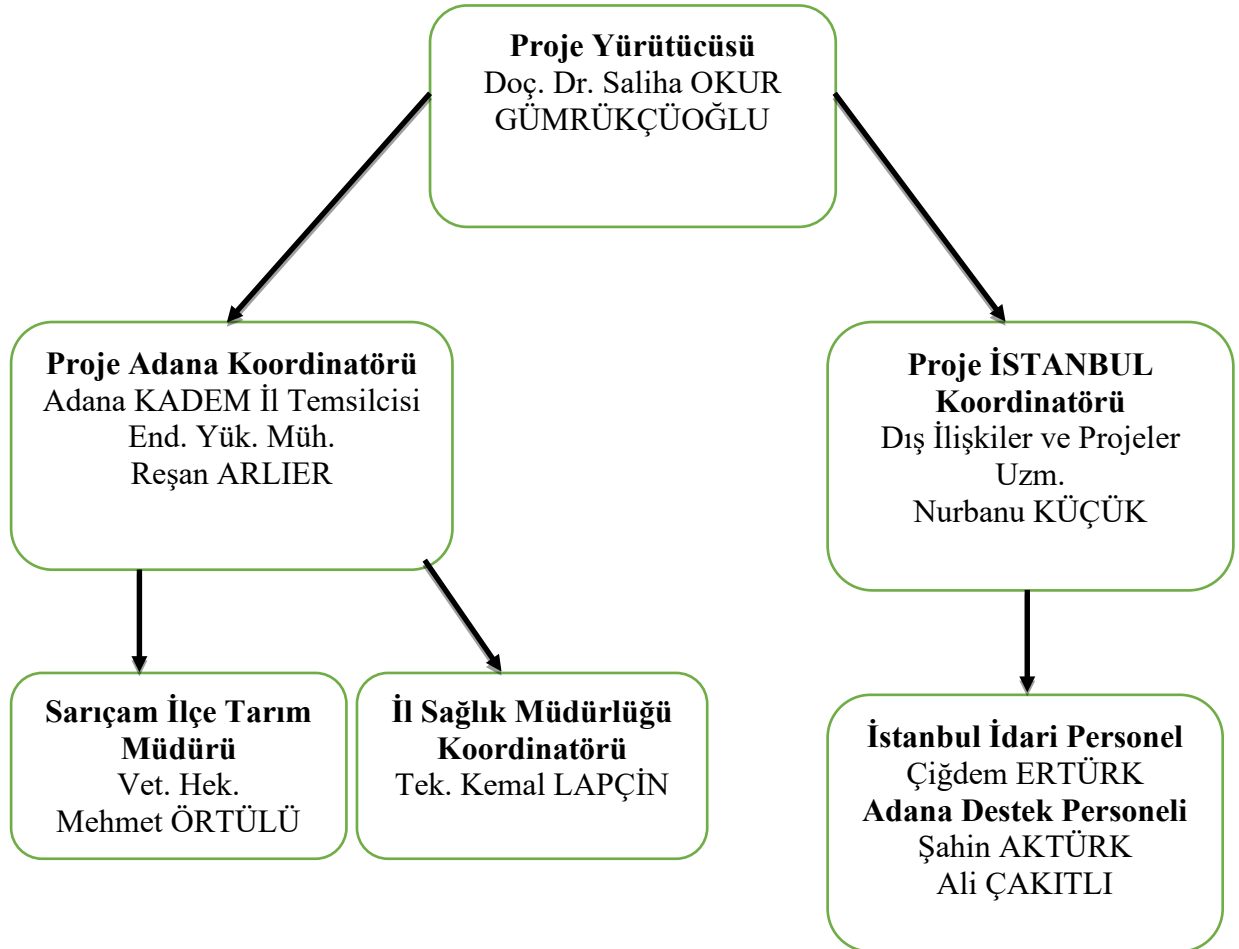 Proje Yürütücüsü
Doç. Dr. Saliha OKUR
GÜMRÜKÇÜOĞLU
Proje Adana Koordinatörü
Adana KADEM İl Temsilcisi
End. Yük. Müh.
Reşan ARLIER
Proje İSTANBUL
Koordinatörü
Dış İlişkiler ve Projeler
Uzm.
Nurbanu KÜÇÜK
Sarıçam İlçe Tarım
Müdürü
Vet. Hek.
Mehmet ÖRTÜLÜ
İl Sağlık Müdürlüğü
Koordinatörü
Tek. Kemal LAPÇİN
İstanbul İdari Personel
Çiğdem ERTÜRK
Adana Destek Personeli
Şahin AKTÜRK
Ali ÇAKITLI